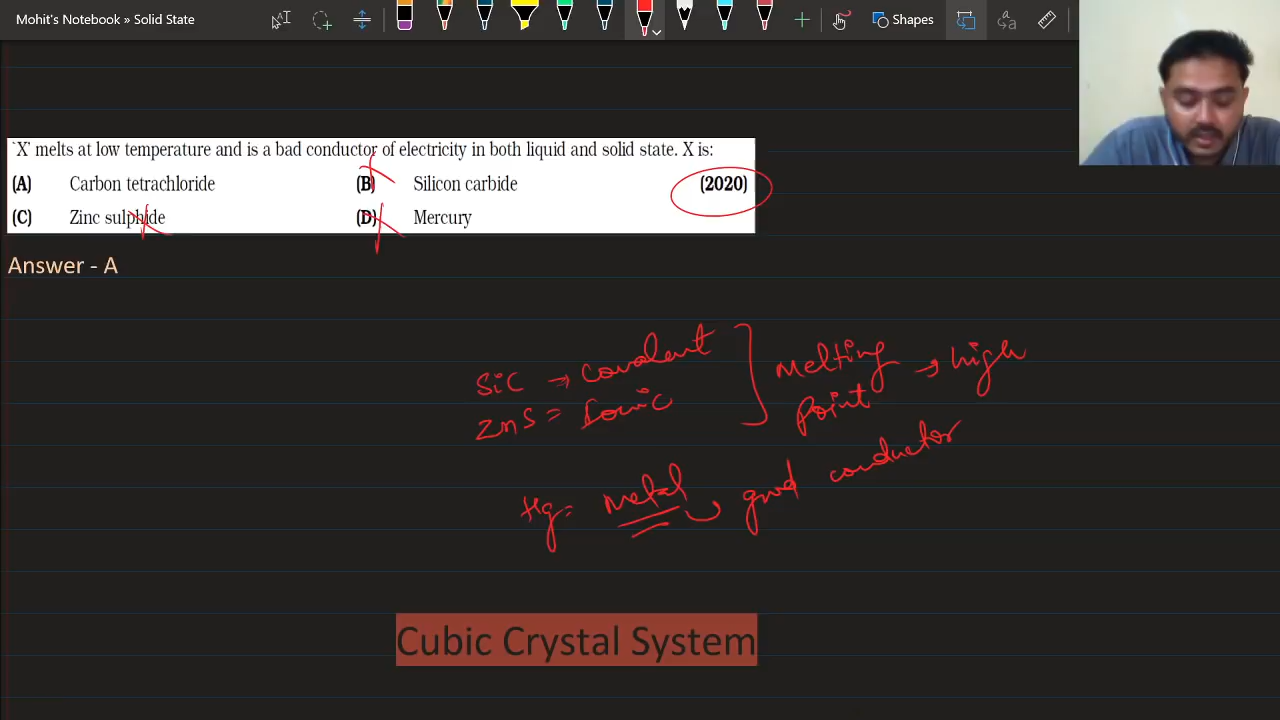 Mohit's Notebook » Solid State
Shapes
`X' melts at low temperature and is a bad conductor of electricity in both liquid and solid state. X is:
(A) Carbon tetrachloride (B) Silicon carbide (2020)
(C) Zinc sulphide (D) Mercury
Answer - A
SiC → covalent
ZnS = Ionic
Melting point → high
Hg = Metal good conductor
Cubic Crystal System